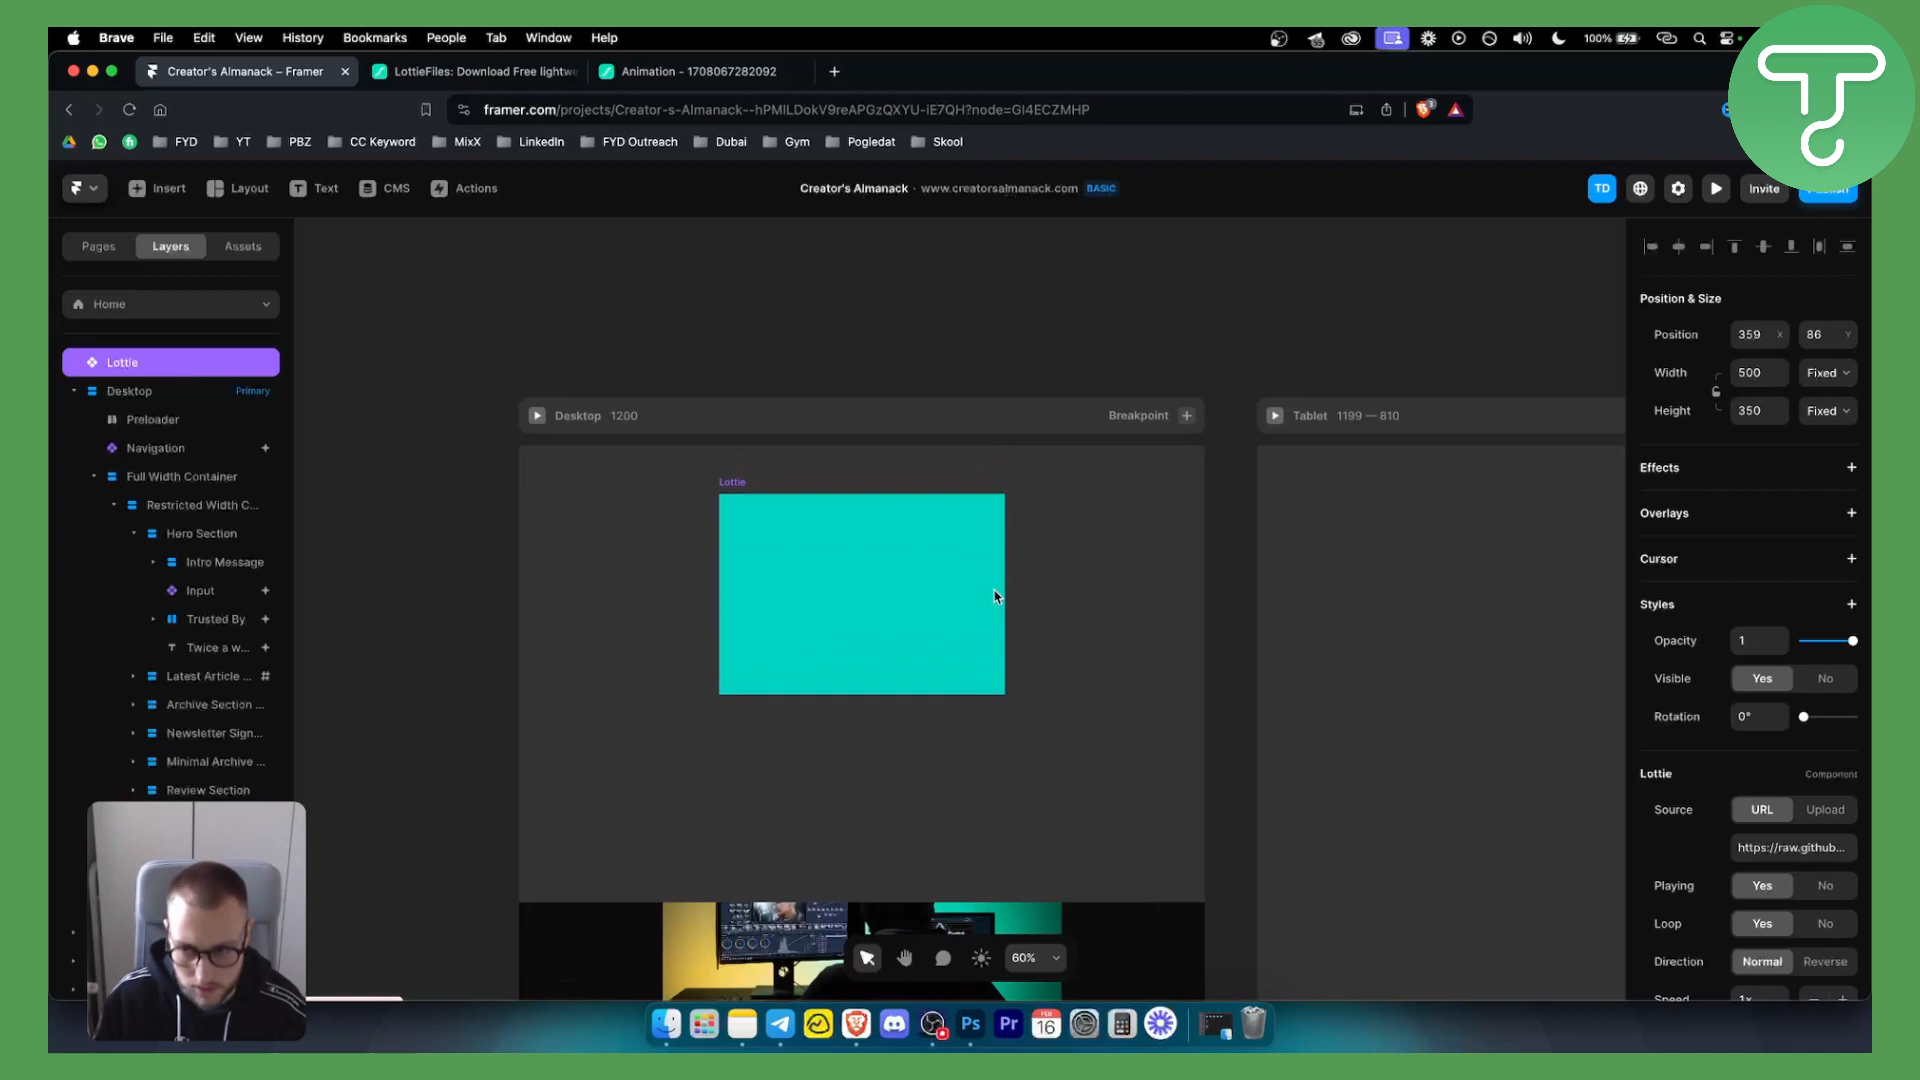 Brave File Edit View History Bookmarks People Tab Window Help
100%
Creator's Almanack – Framer
LottieFiles: Download Free lightwe
Animation - 1708067282092
framer.com/projects/Creator-s-Almanack--hPMlLDokV9reAPGzQXYU-iE7QH?node=GI4ECZMHP
3
FYD YT PBZ CC Keyword MixX LinkedIn FYD Outreach Dubai Gym Pogledat Skool
Insert Layout Text CMS Actions
Creator's Almanack · www.creatorsalmanack.com BASIC
TD Invite
Pages Layers Assets
Home
Lottie
Desktop Primary
Preloader
Navigation
Full Width Container
Restricted Width C...
Hero Section
Intro Message
Input
Trusted By
Twice a w...
Latest Article ...
Archive Section ...
Newsletter Sign...
Minimal Archive ...
Review Section
Desktop 1200 Breakpoint
Tablet 1199 — 810
Lottie
60%
Position & Size
Position 359 X 86 Y
Width 500 Fixed
Height 350 Fixed
Effects
Overlays
Cursor
Styles
Opacity 1
Visible Yes No
Rotation 0°
Lottie Component
Source URL Upload
https://raw.github...
Playing Yes No
Loop Yes No
Direction Normal Reverse
Speed 1x
Ps Pr FEB 16